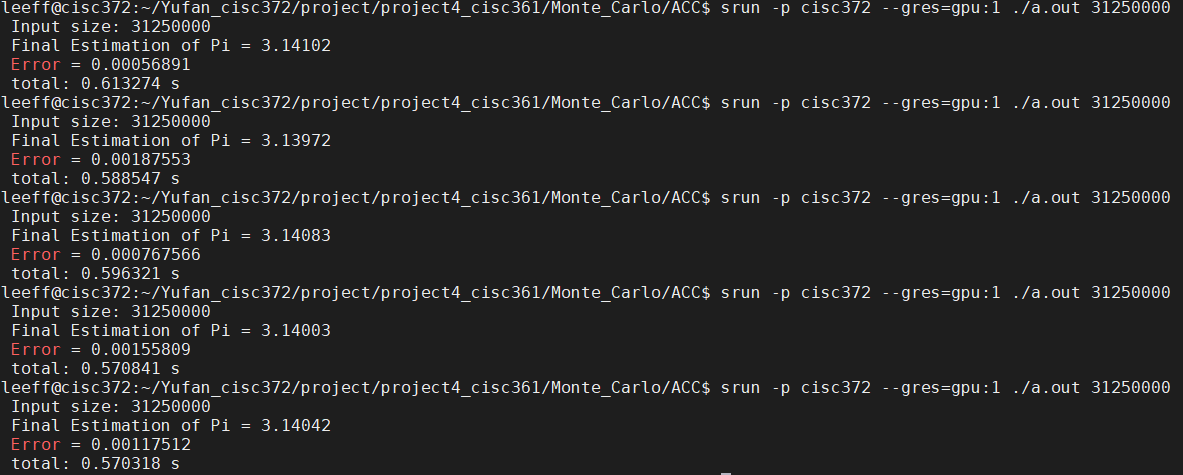 leeff@cisc372:~/Yufan_cisc372/project/project4_cisc361/Monte_Carlo/ACC$ srun -p cisc372 --gres=gpu:1 ./a.out 31250000
Input size: 31250000
Final Estimation of Pi = 3.14102
Error = 0.00056891
total: 0.613274 s
leeff@cisc372:~/Yufan_cisc372/project/project4_cisc361/Monte_Carlo/ACC$ srun -p cisc372 --gres=gpu:1 ./a.out 31250000
Input size: 31250000
Final Estimation of Pi = 3.13972
Error = 0.00187553
total: 0.588547 s
leeff@cisc372:~/Yufan_cisc372/project/project4_cisc361/Monte_Carlo/ACC$ srun -p cisc372 --gres=gpu:1 ./a.out 31250000
Input size: 31250000
Final Estimation of Pi = 3.14083
Error = 0.000767566
total: 0.596321 s
leeff@cisc372:~/Yufan_cisc372/project/project4_cisc361/Monte_Carlo/ACC$ srun -p cisc372 --gres=gpu:1 ./a.out 31250000
Input size: 31250000
Final Estimation of Pi = 3.14003
Error = 0.00155809
total: 0.570841 s
leeff@cisc372:~/Yufan_cisc372/project/project4_cisc361/Monte_Carlo/ACC$ srun -p cisc372 --gres=gpu:1 ./a.out 31250000
Input size: 31250000
Final Estimation of Pi = 3.14042
Error = 0.00117512
total: 0.570318 s